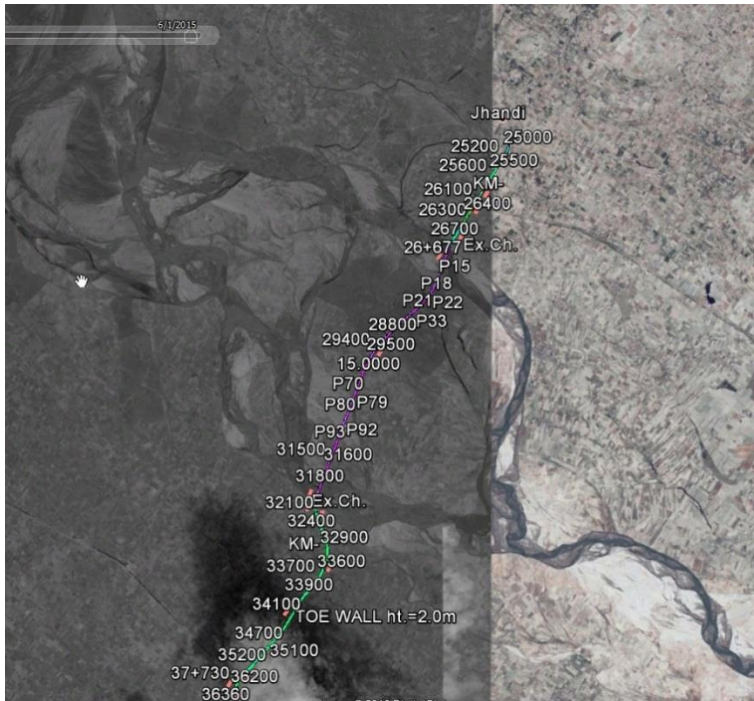 6/1/2015
Jhandi
25200 25000
25600 25500
26100 KM-
26300 26400
26700
26+677 Ex.Ch.
P15
P18
P21 P22
28800 P33
29400 29500
15.0000
P70
P80 P79
P93 P92
31500 31600
31800
32100 Ex.Ch.
32400
KM- 32900
33700 33600
33900
34100 TOE WALL ht.=2.0m
34700
35200 35100
37+730 36200
36360